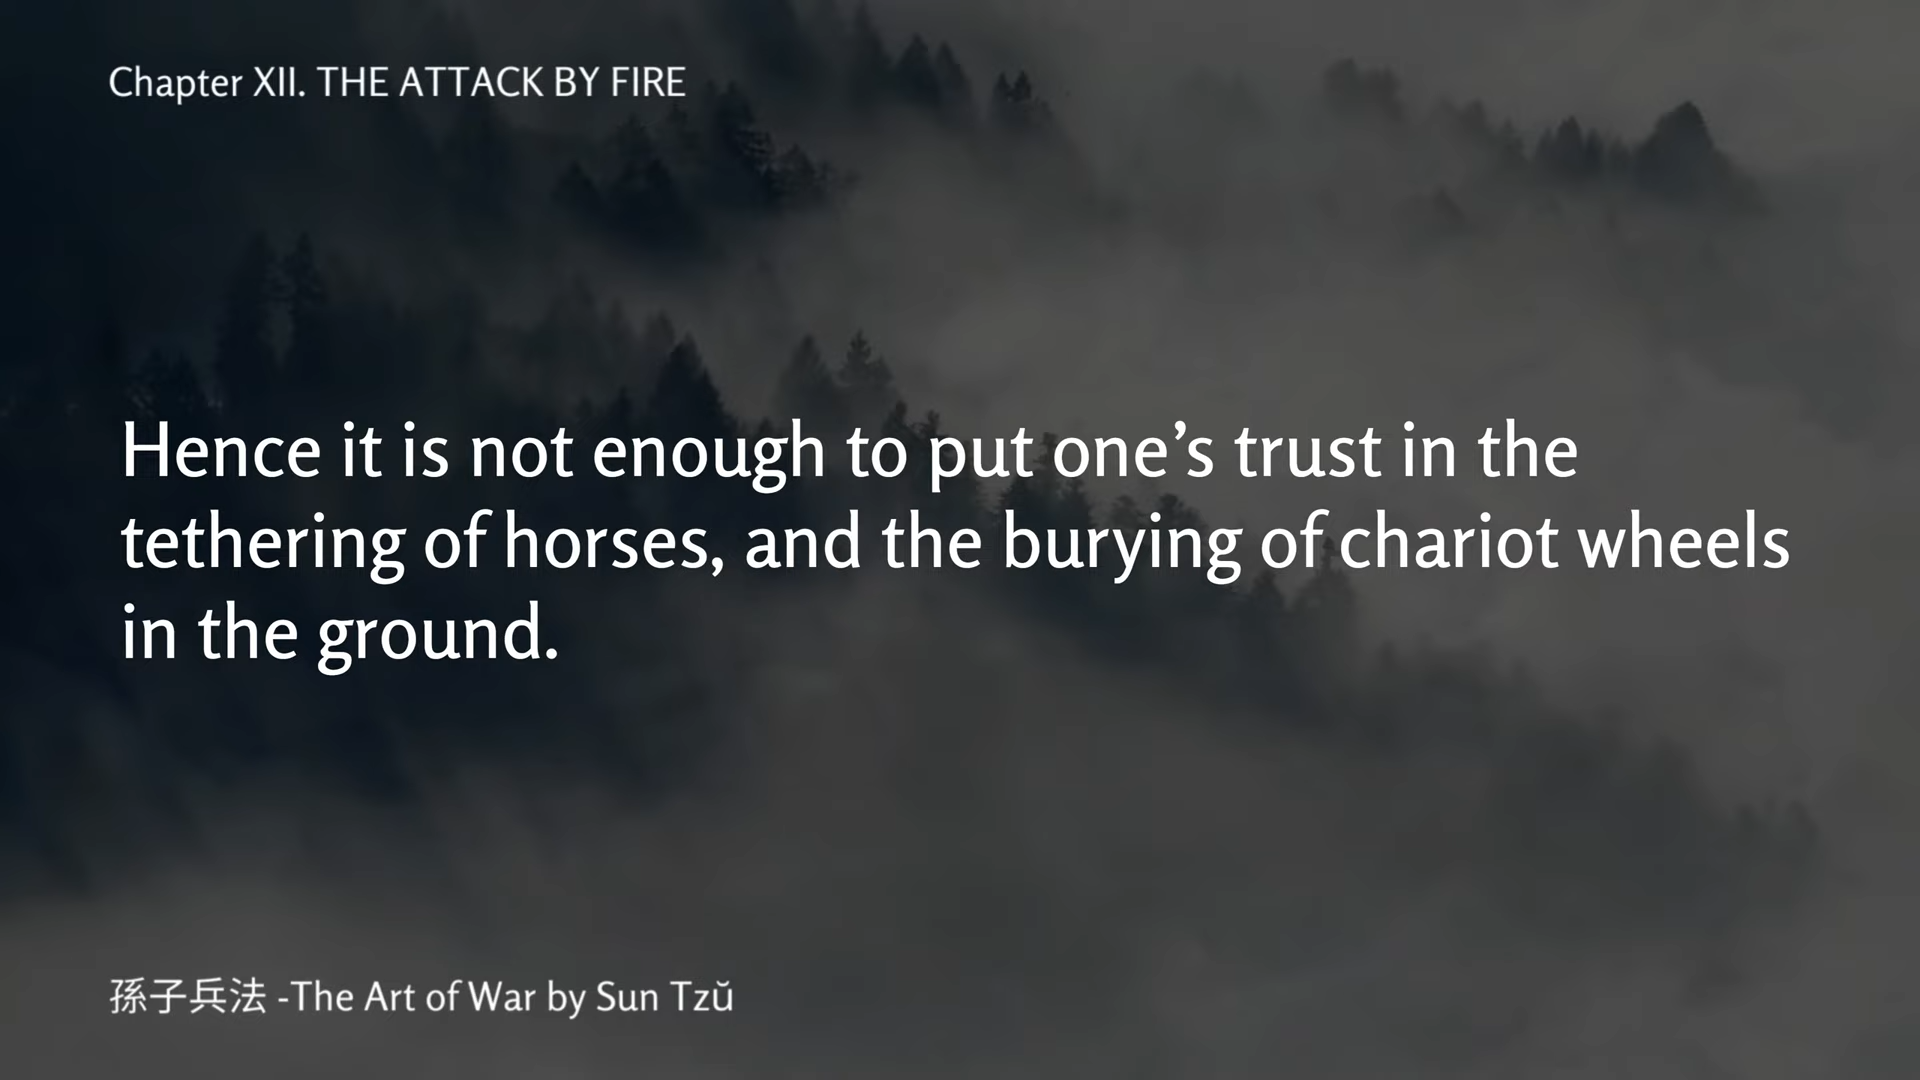 Chapter XII. THE ATTACK BY FIRE
Hence it is not enough to put one’s trust in the
tethering of horses, and the burying of chariot wheels
in the ground.
孫子兵法 -The Art of War by Sun Tzŭ